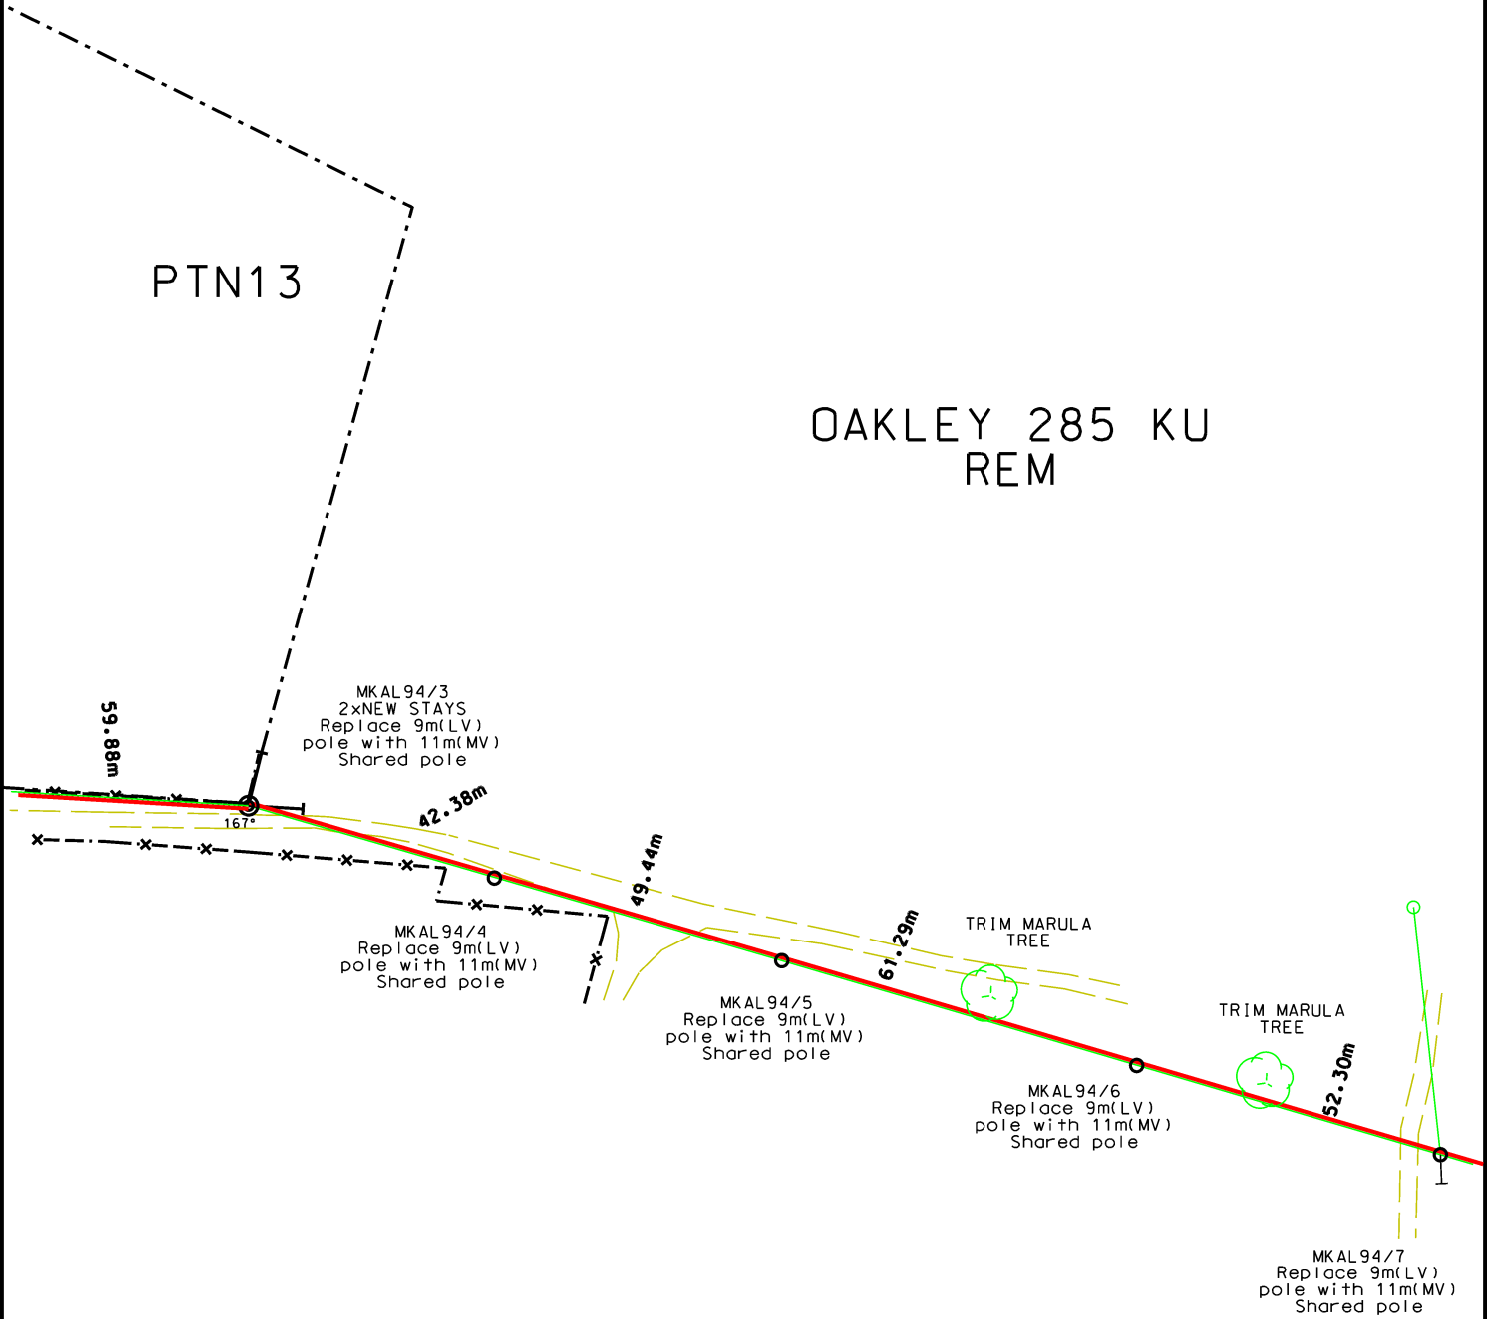 PTN13
OAKLEY 285 KU
REM
MKAL94/3
2xNEW STAYS
Replace 9m(LV)
pole with 11m(MV)
Shared pole
59.88m
167°
42.38m
49.44m
MKAL94/4
Replace 9m(LV)
pole with 11m(MV)
Shared pole
61.29m
TRIM MARULA
TREE
MKAL94/5
Replace 9m(LV)
pole with 11m(MV)
Shared pole
TRIM MARULA
TREE
52.30m
MKAL94/6
Replace 9m(LV)
pole with 11m(MV)
Shared pole
MKAL94/7
Replace 9m(LV)
pole with 11m(MV)
Shared pole